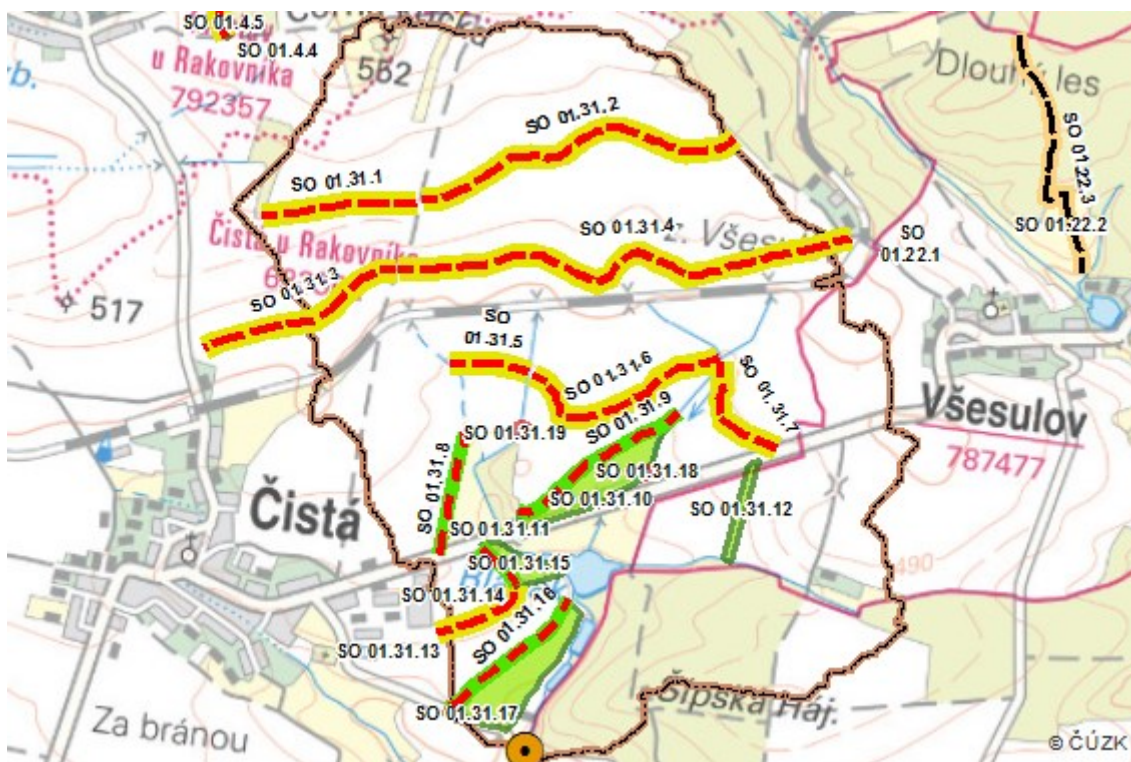 SO 01.4.5
SO 01.4.4
u Rakovníka
792357
552
Dlouhý les
SO 01.31.2
SO 01.22.3
SO 01.31.1
SO 01.22.2
Čistá u Rakovníka
SO 01.31.4
SO
01.22.1
SO 01.31.3
517
SO
01.31.5
SO 01.31.6
SO 01.31.9
SO 01.31.7
Všesulov
787477
SO 01.31.19
SO 01.31.8
SO 01.31.18
SO 01.31.10
SO 01.31.12
Čistá
SO 01.31.11
SO 01.31.15
490
SO 01.31.14
SO 01.31.16
SO 01.31.13
SO 01.31.17
Šípská Háj.
Za bránou
© ČÚZK